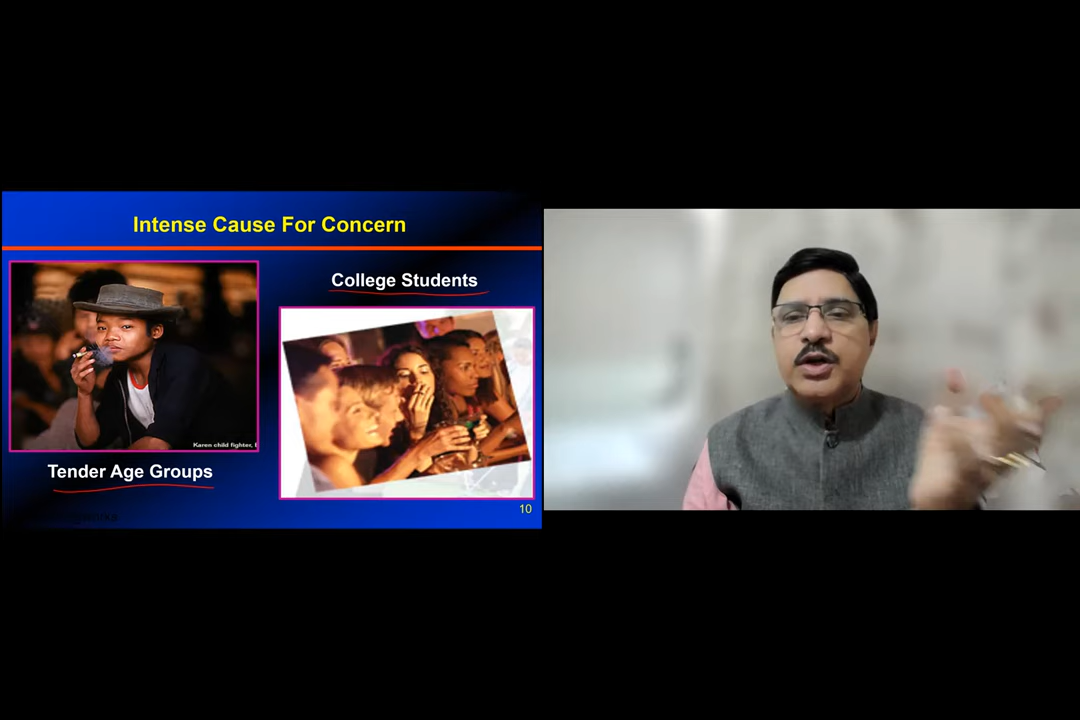 Intense Cause For Concern
College Students
Karen child fighter,
Tender Age Groups
10